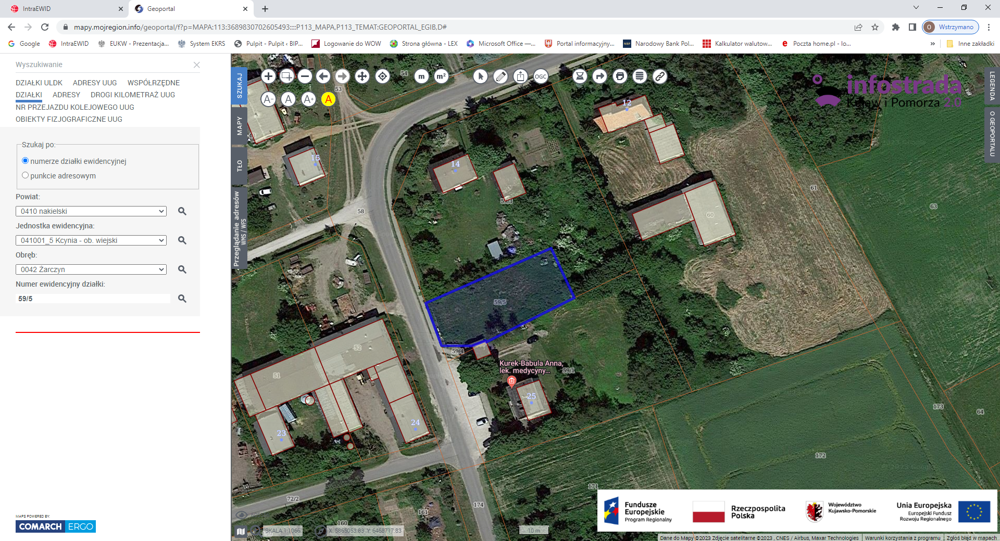 IntraEWID
Geoportal
mapy.mojregion.info/geoportal/f?p=MAPA:113:3689830702605493::::P113_MAPA,P113_TEMAT:GEOPORTAL_EGIB,D#
O Wstrzymano
Google
IntraEWID
EUKW - Prezentacja...
System EKRS
Pulpit - Pulpit ‹ BIP...
Logowanie do WOW
Strona główna - LEX
Microsoft Office —...
Portal informacyjny...
NBP
Narodowy Bank Pol...
Kalkulator walutow...
Poczta home.pl - lo...
»
Inne zakładki
Wyszukiwanie
DZIAŁKI ULDK
ADRESY UUG
WSPÓŁRZĘDNE
DZIAŁKI
ADRESY
DROGI KILOMETRAŻ UUG
NR PRZEJAZDU KOLEJOWEGO UUG
OBIEKTY FIZJOGRAFICZNE UUG
Szukaj po:
numerze działki ewidencyjnej
punkcie adresowym
Powiat:
0410 nakielski
Jednostka ewidencyjna:
041001_5 Kcynia - ob. wiejski
Obręb:
0042 Żarczyn
Numer ewidencyjny działki:
59/5
MAPS POWERED BY:
COMARCH ERGO
SZUKAJ
MAPY
TŁO
Przeglądanie adresów
WMS / WFS
m
m²
OGC
A-
A
A+
A
infostrada
Kujaw i Pomorza 2.0
LEGENDA
O GEOPORTALU
54
53
12
15
14
59/3
58
60
61
63
59/5
59/4
52
51
Kurek-Babula Anna,
lek. medycyny...
59/1
25
24
23
173
64
172
171
72/2
174
161
160
SKALA 1:1066
X: 5865053.83 Y: 6468717.83
10 m
Fundusze
Europejskie
Program Regionalny
Rzeczpospolita
Polska
Województwo
Kujawsko-Pomorskie
Unia Europejska
Europejski Fundusz
Rozwoju Regionalnego
Dane do Mapy ©2023 Zdjęcie satelitarne ©2023 , CNES / Airbus, Maxar Technologies
Warunki korzystania z programu
Zgłoś błąd w mapach